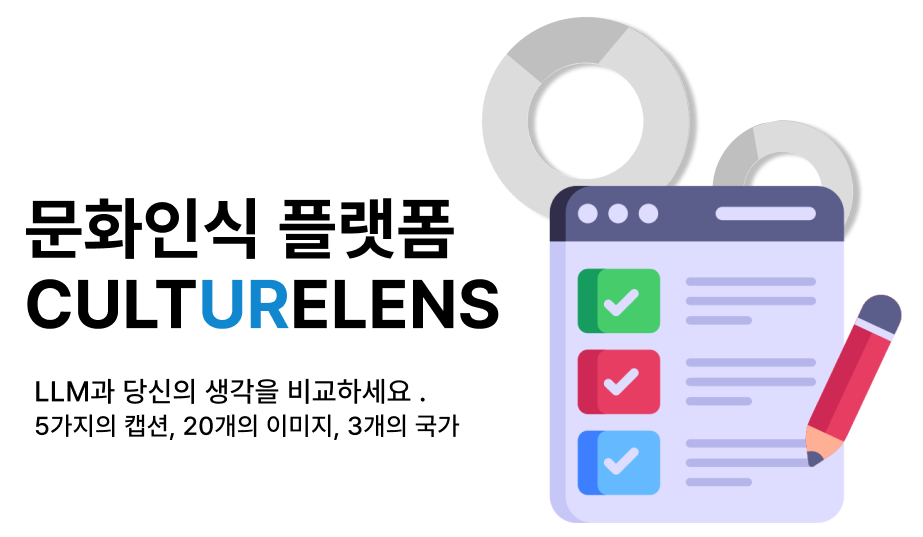 문화인식 플랫폼
CULTURELENS
LLM과 당신의 생각을 비교하세요 .
5가지의 캡션, 20개의 이미지, 3개의 국가